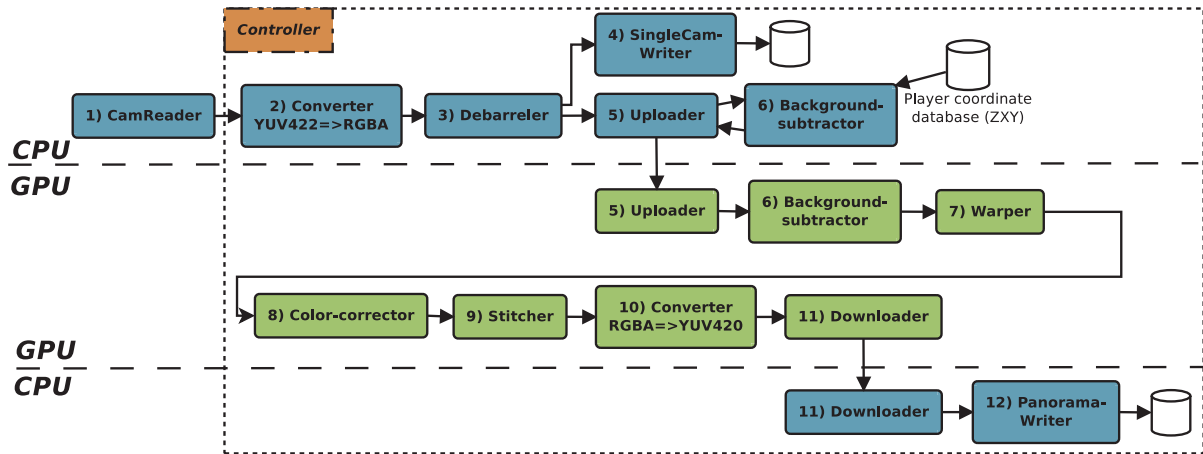 Controller
4) SingleCam-
Writer
1) CamReader
2) Converter
YUV422=>RGBA
3) Debarreler
5) Uploader
6) Background-
subtractor
Player coordinate
database (ZXY)
CPU
GPU
5) Uploader
6) Background-
subtractor
7) Warper
8) Color-corrector
9) Stitcher
10) Converter
RGBA=>YUV420
11) Downloader
GPU
CPU
11) Downloader
12) Panorama-
Writer